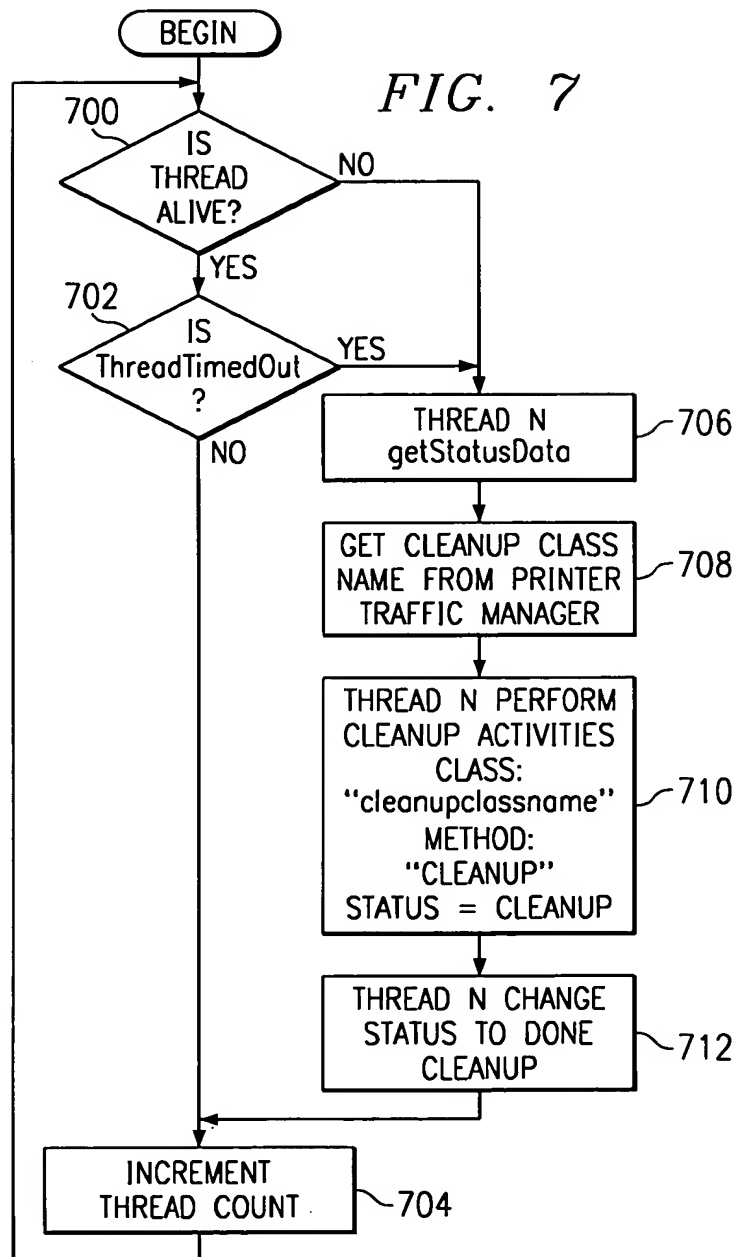 BEGIN
FIG. 7
700
IS
THREAD
ALIVE?
NO
YES
702
IS
ThreadTimedOut
?
YES
NO
THREAD N
getStatusData
706
GET CLEANUP CLASS
NAME FROM PRINTER
TRAFFIC MANAGER
708
THREAD N PERFORM
CLEANUP ACTIVITIES
CLASS:
"cleanupclassname"
METHOD:
"CLEANUP"
STATUS = CLEANUP
710
THREAD N CHANGE
STATUS TO DONE
CLEANUP
712
INCREMENT
THREAD COUNT
704